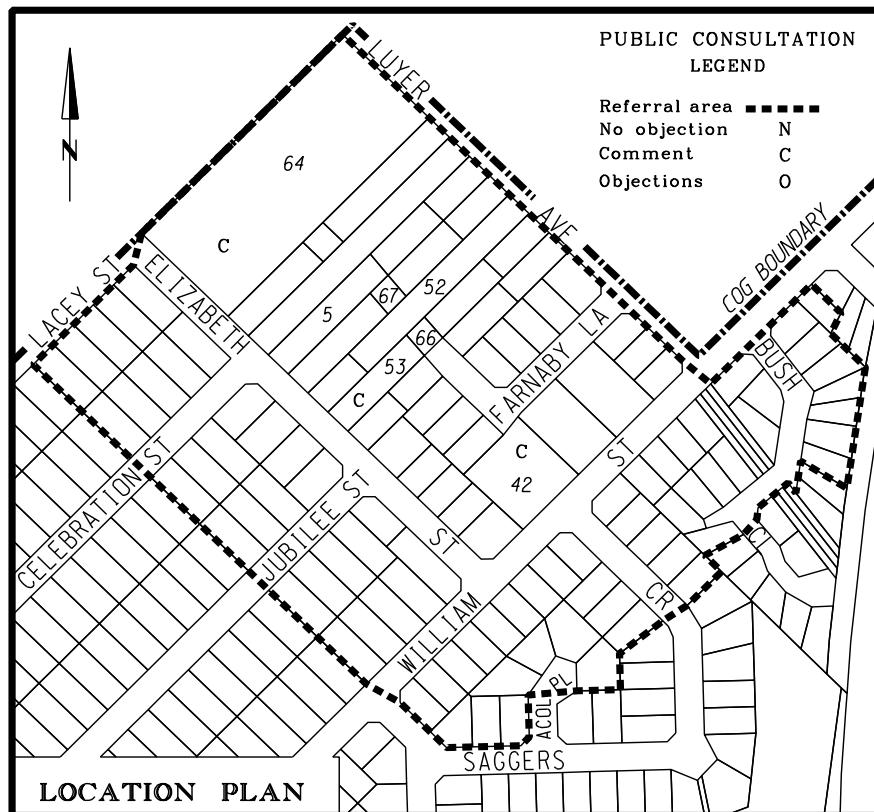 PUBLIC CONSULTATION
LEGEND
Referral area
No objection N
Comment C
Objections O
N
LUYER
AVE
COG BOUNDARY
64
C
LACEY ST
ELIZABETH
ST
5
67
52
66
53
C
FARNABY LA
BUSH
C
42
ST
WILLIAM
CELEBRATION ST
JUBILEE ST
CR
C
ACOL PL
SAGGERS
LOCATION PLAN